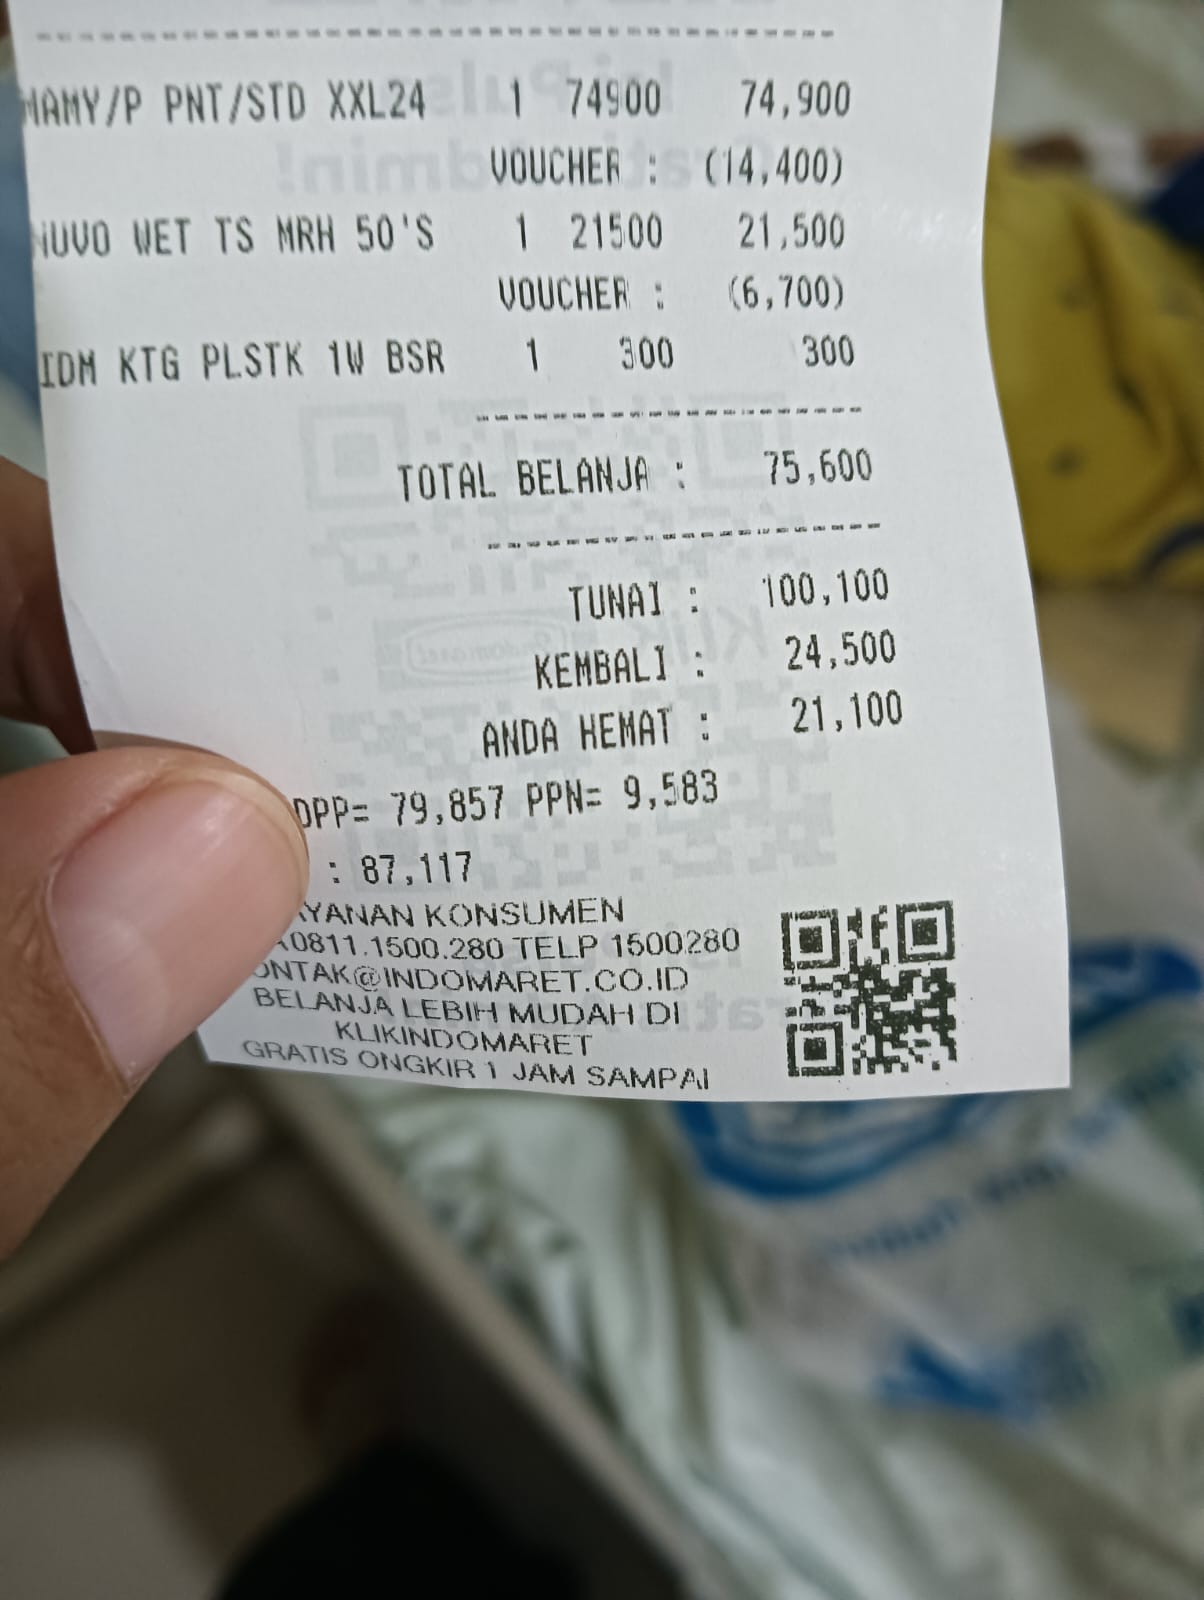 MAMY/P PNT/STD XXL24 1 74900 74,900
VOUCHER : (14,400)
NUVO WET TS MRH 50'S 1 21500 21,500
VOUCHER : (6,700)
IDM KTG PLSTK 1W BSR 1 300 300
TOTAL BELANJA : 75,600
TUNAI : 100,100
KEMBALI : 24,500
ANDA HEMAT : 21,100
DPP= 79,857 PPN= 9,583
: 87,117
YANAN KONSUMEN
0811.1500.280 TELP 1500280
ONTAK@INDOMARET.CO.ID
BELANJA LEBIH MUDAH DI
KLIKINDOMARET
GRATIS ONGKIR 1 JAM SAMPAI